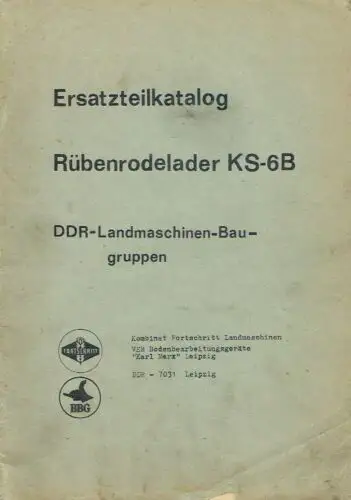 Ersatzteilkatalog
Rübenrodelader KS-6B
DDR-Landmaschinen-Bau-
gruppen
FORTSCHRITT
Kombinat Fortschritt Landmaschinen
VEB Bodenbearbeitungsgeräte
"Karl Marx" Leipzig
BBG
DDR - 7031 Leipzig